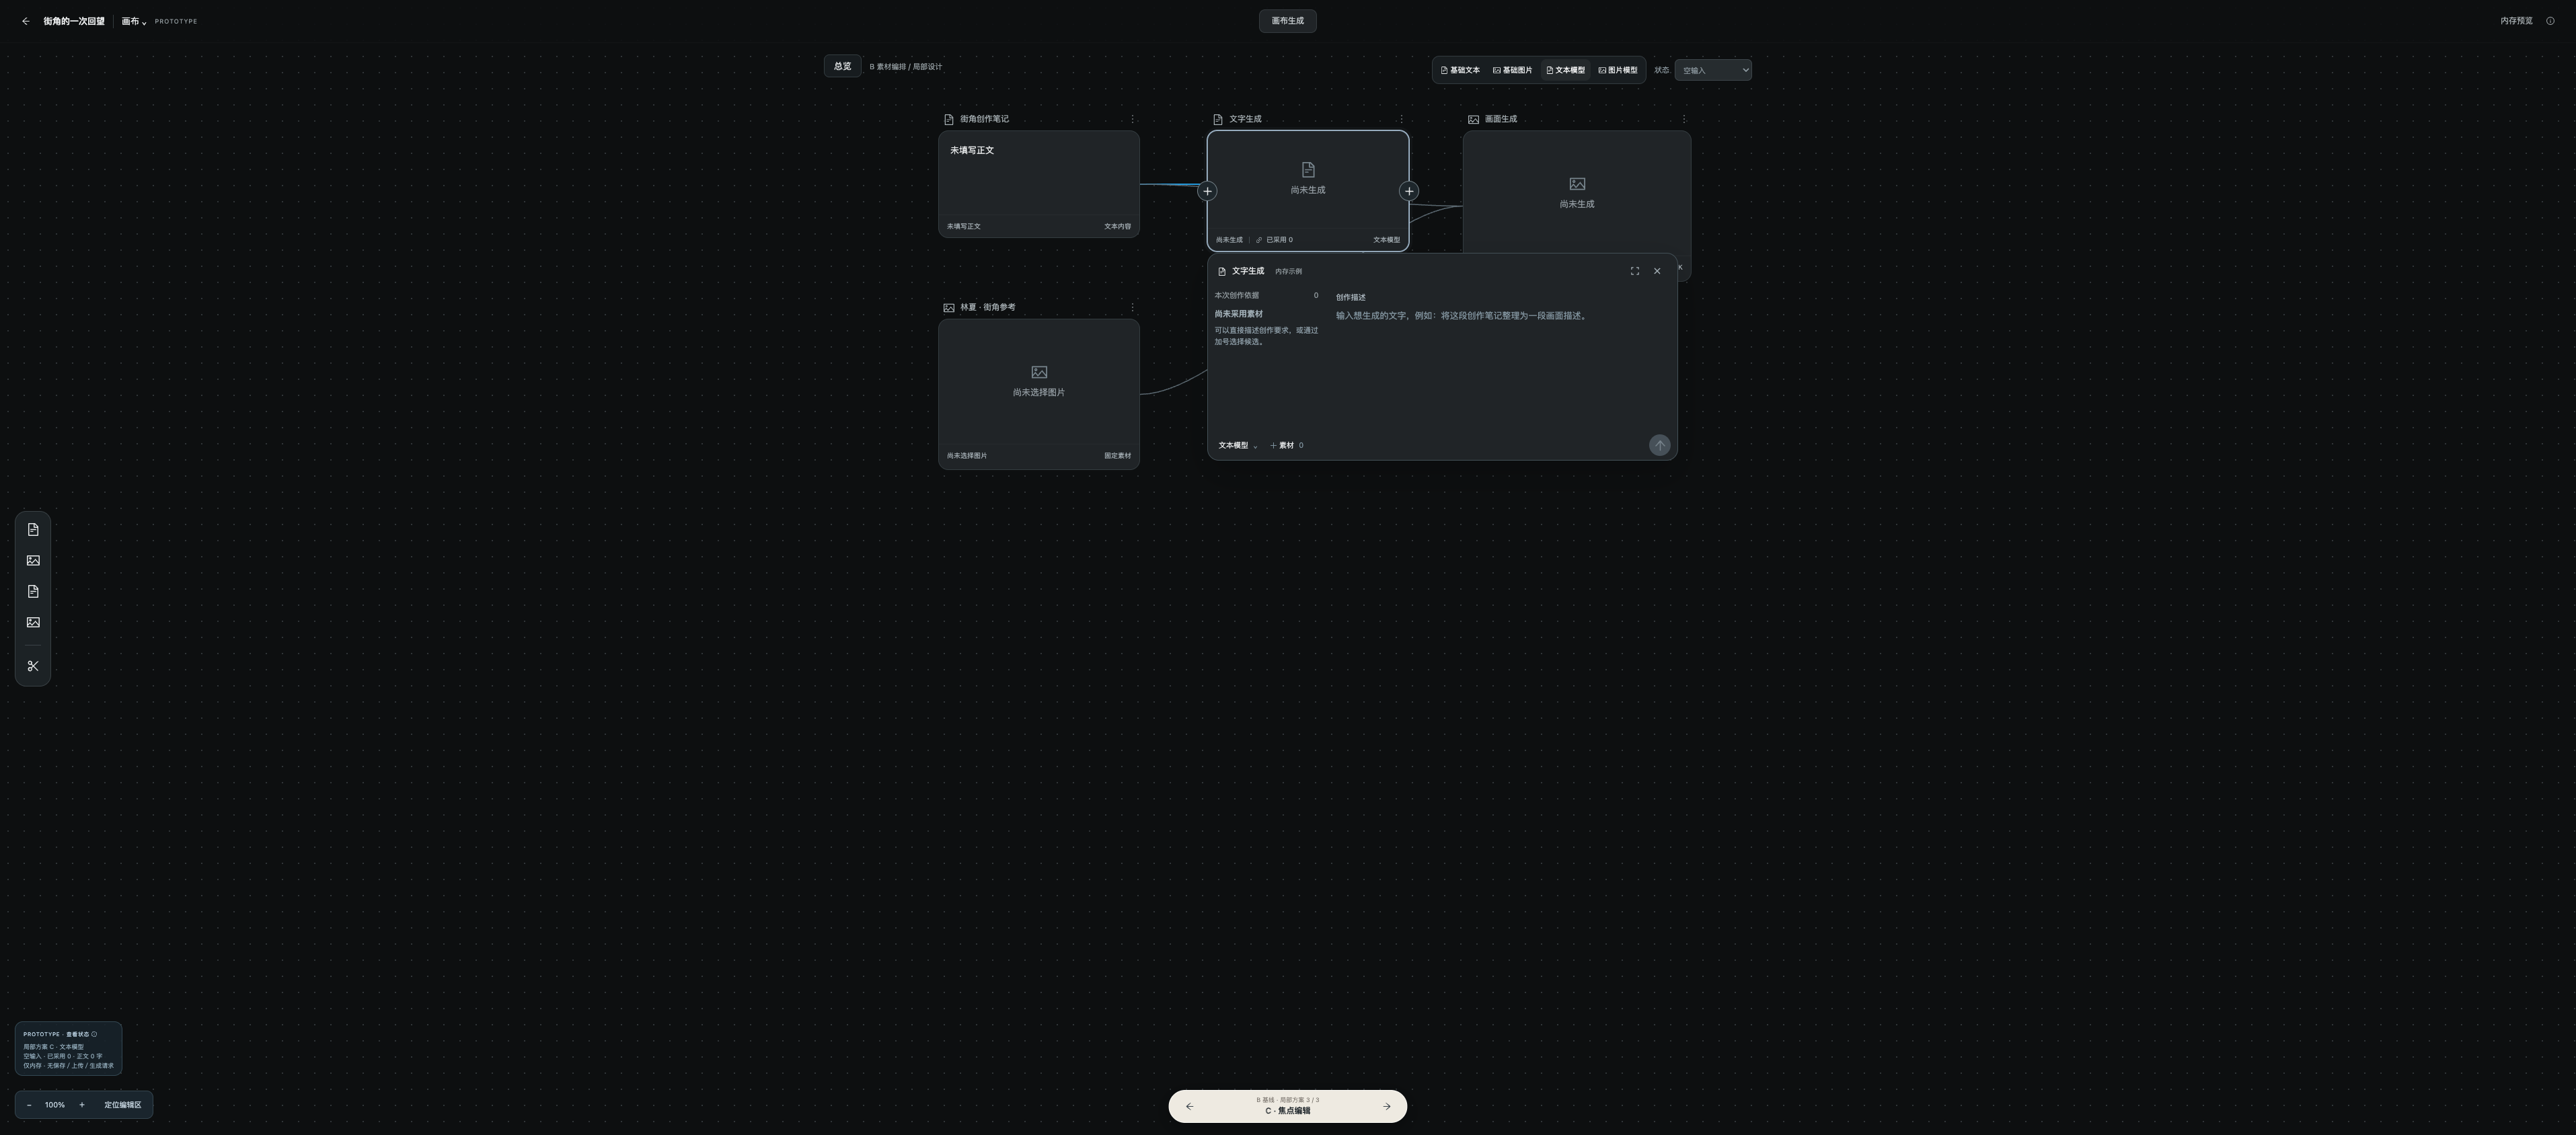 街角的一次回望 画布 PROTOTYPE
画布生成
内存预览
总览 B 素材编排 / 局部设计
基础文本 基础图片 文本模型 图片模型 状态 空输入
街角创作笔记
未填写正文
未填写正文 文本内容
文字生成
尚未生成
尚未生成 已采用 0 文本模型
画面生成
尚未生成
K
林夏 · 街角参考
尚未选择图片
尚未选择图片 固定素材
文字生成 内存示例
本次创作依据 0
尚未采用素材
可以直接描述创作要求，或通过
加号选择候选。
创作描述
输入想生成的文字，例如：将这段创作笔记整理为一段画面描述。
文本模型 素材 0
PROTOTYPE · 查看状态
局部方案 C · 文本模型
空输入 · 已采用 0 · 正文 0 字
仅内存 · 无保存 / 上传 / 生成请求
− 100% + 定位编辑区
B 基线 · 局部方案 3 / 3
C · 焦点编辑